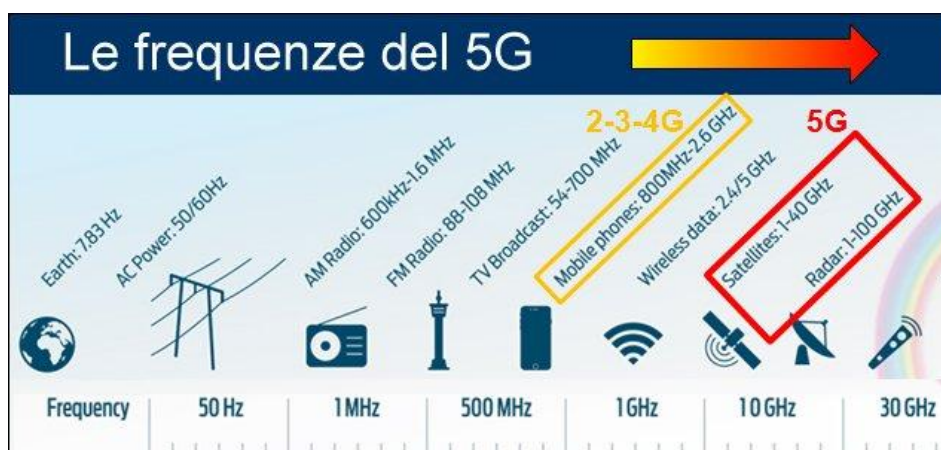 Le frequenze del 5G
2-3-4G
5G
Earth: 7.83 Hz
AC Power: 50/60Hz
AM Radio: 600kHz-1.6 MHz
FM Radio: 88-108 MHz
TV Broadcast: 54-700 MHz
Mobile phones: 800MHz-2.6 GHz
Wireless data: 2.4/5 GHz
Satellites: 1-40 GHz
Radar: 1-100 GHz
Frequency
50 Hz
1 MHz
500 MHz
1 GHz
10 GHz
30 GHz